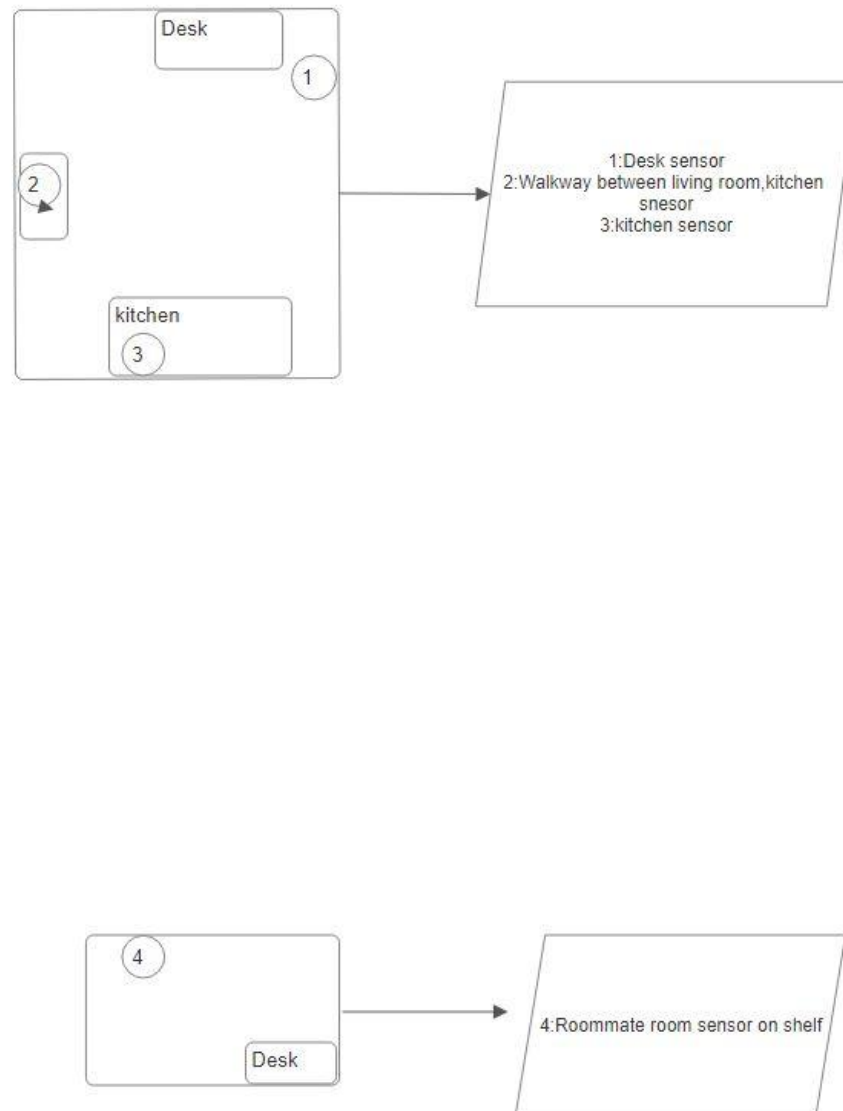 Desk
1
2
kitchen
3
1:Desk sensor
2:Walkway between living room,kitchen
snesor
3:kitchen sensor
4
Desk
4:Roommate room sensor on shelf